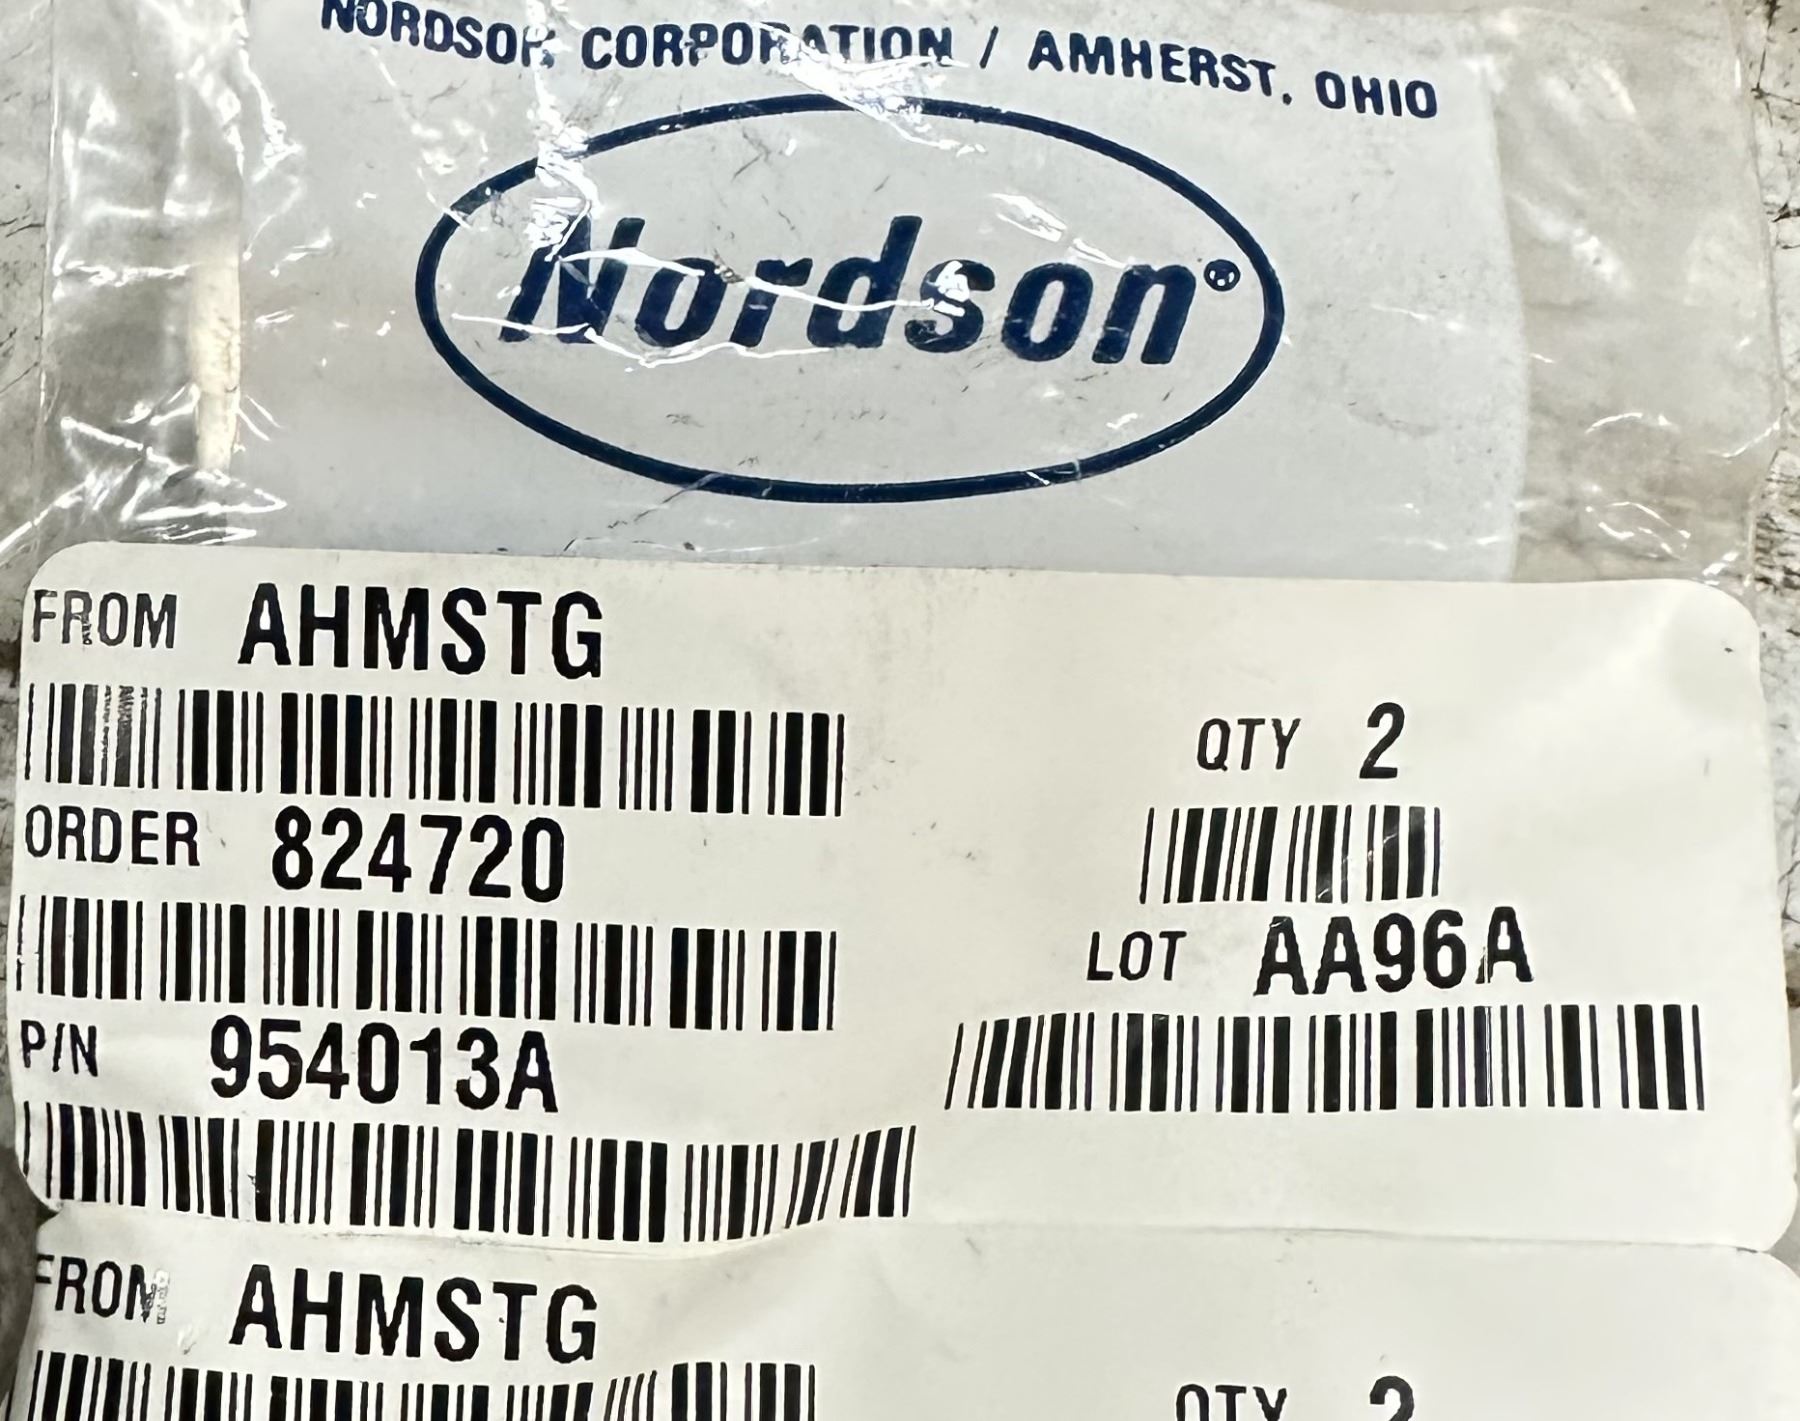 NORDSON CORPORATION / AMHERST, OHIO
Nordson®
FROM AHMSTG
QTY 2
ORDER 824720
LOT AA96A
P/N 954013A
FROM AHMSTG
QTY 2